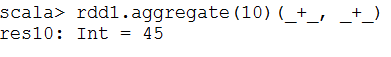 scala> rdd1.aggregate(10)(_+_, _+_)
res10: Int = 45